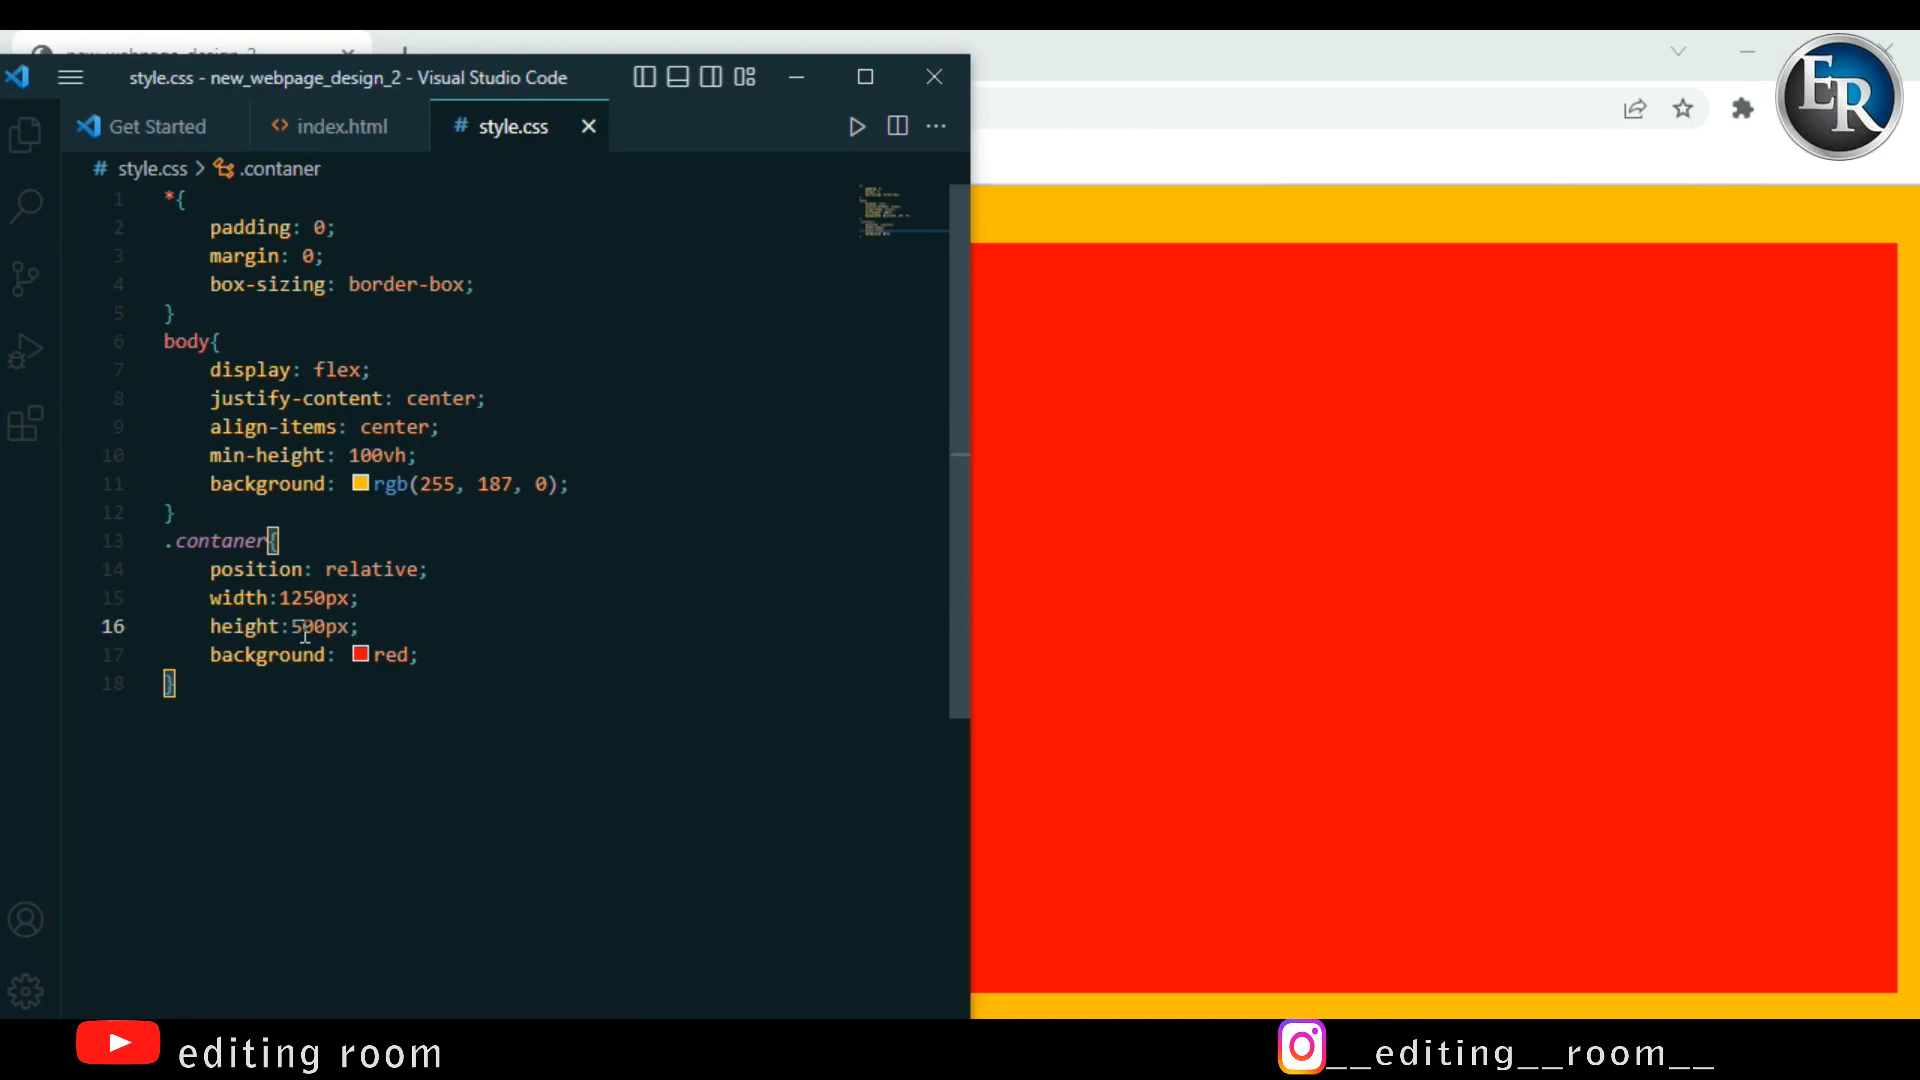 style.css - new_webpage_design_2 - Visual Studio Code
Get Started
index.html
# style.css
# style.css > .contaner
1 *{
2 padding: 0;
3 margin: 0;
4 box-sizing: border-box;
5 }
6 body{
7 display: flex;
8 justify-content: center;
9 align-items: center;
10 min-height: 100vh;
11 background: rgb(255, 187, 0);
12 }
13 .contaner{
14 position: relative;
15 width:1250px;
16 height:500px;
17 background: red;
18 }
ER
editing room
__editing__room__